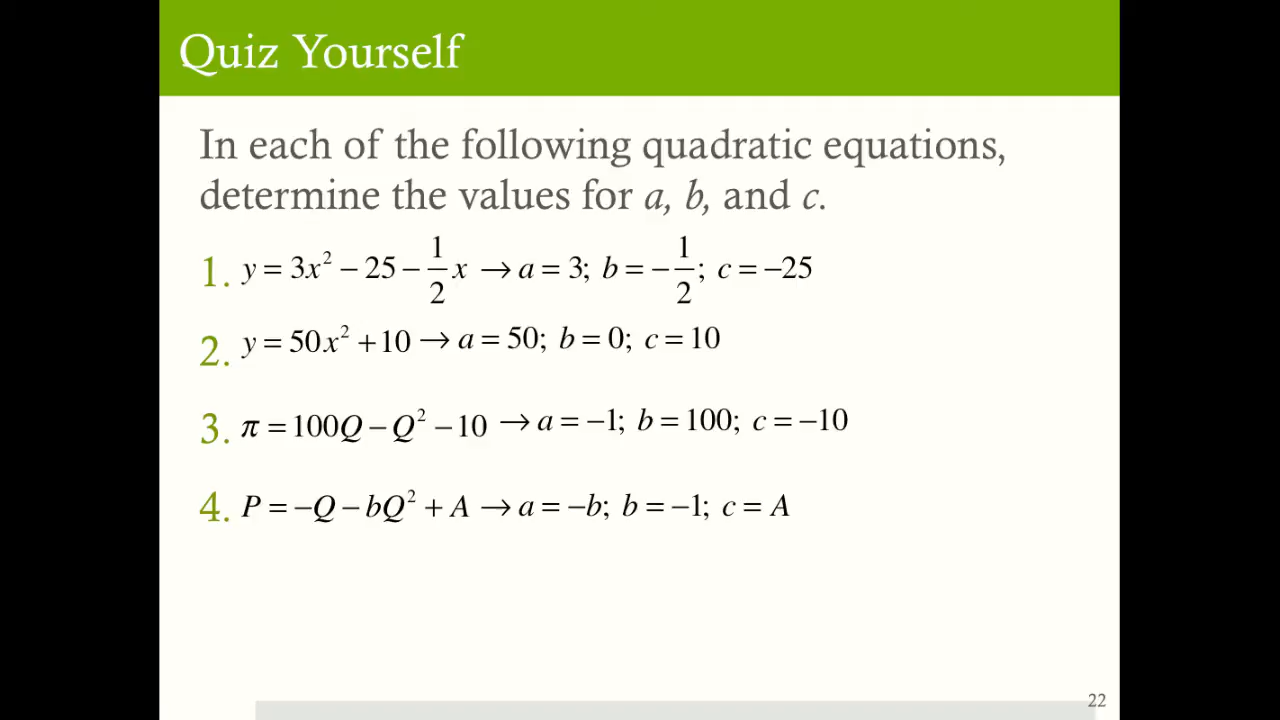 Quiz Yourself
In each of the following quadratic equations,
determine the values for a, b, and c.
1. y = 3x² − 25 − 1/2 x → a = 3; b = −1/2; c = −25
2. y = 50x² + 10 → a = 50; b = 0; c = 10
3. π = 100Q − Q² − 10 → a = −1; b = 100; c = −10
4. P = −Q − bQ² + A → a = −b; b = −1; c = A
22